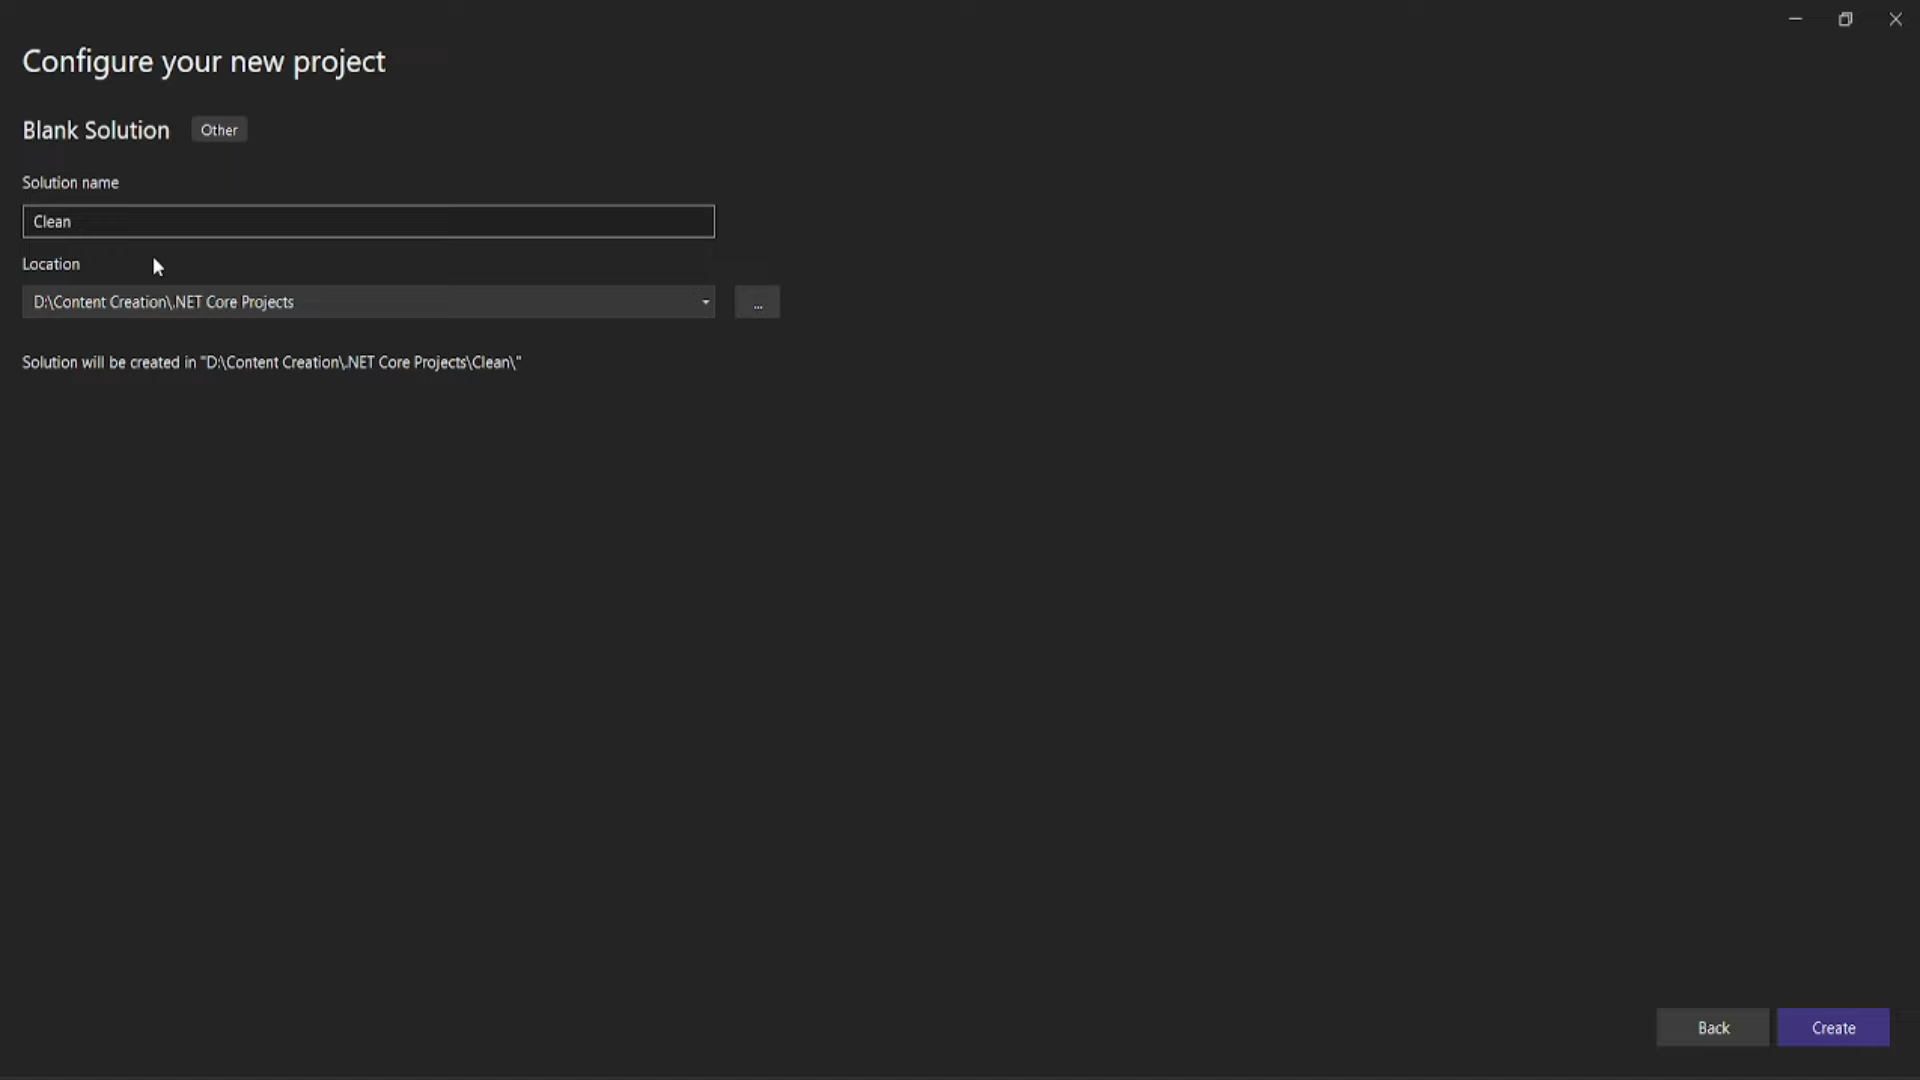 Configure your new project
Blank Solution Other
Solution name
Clean
Location
D:\Content Creation\.NET Core Projects
...
Solution will be created in "D:\Content Creation\.NET Core Projects\Clean\"
Back Create